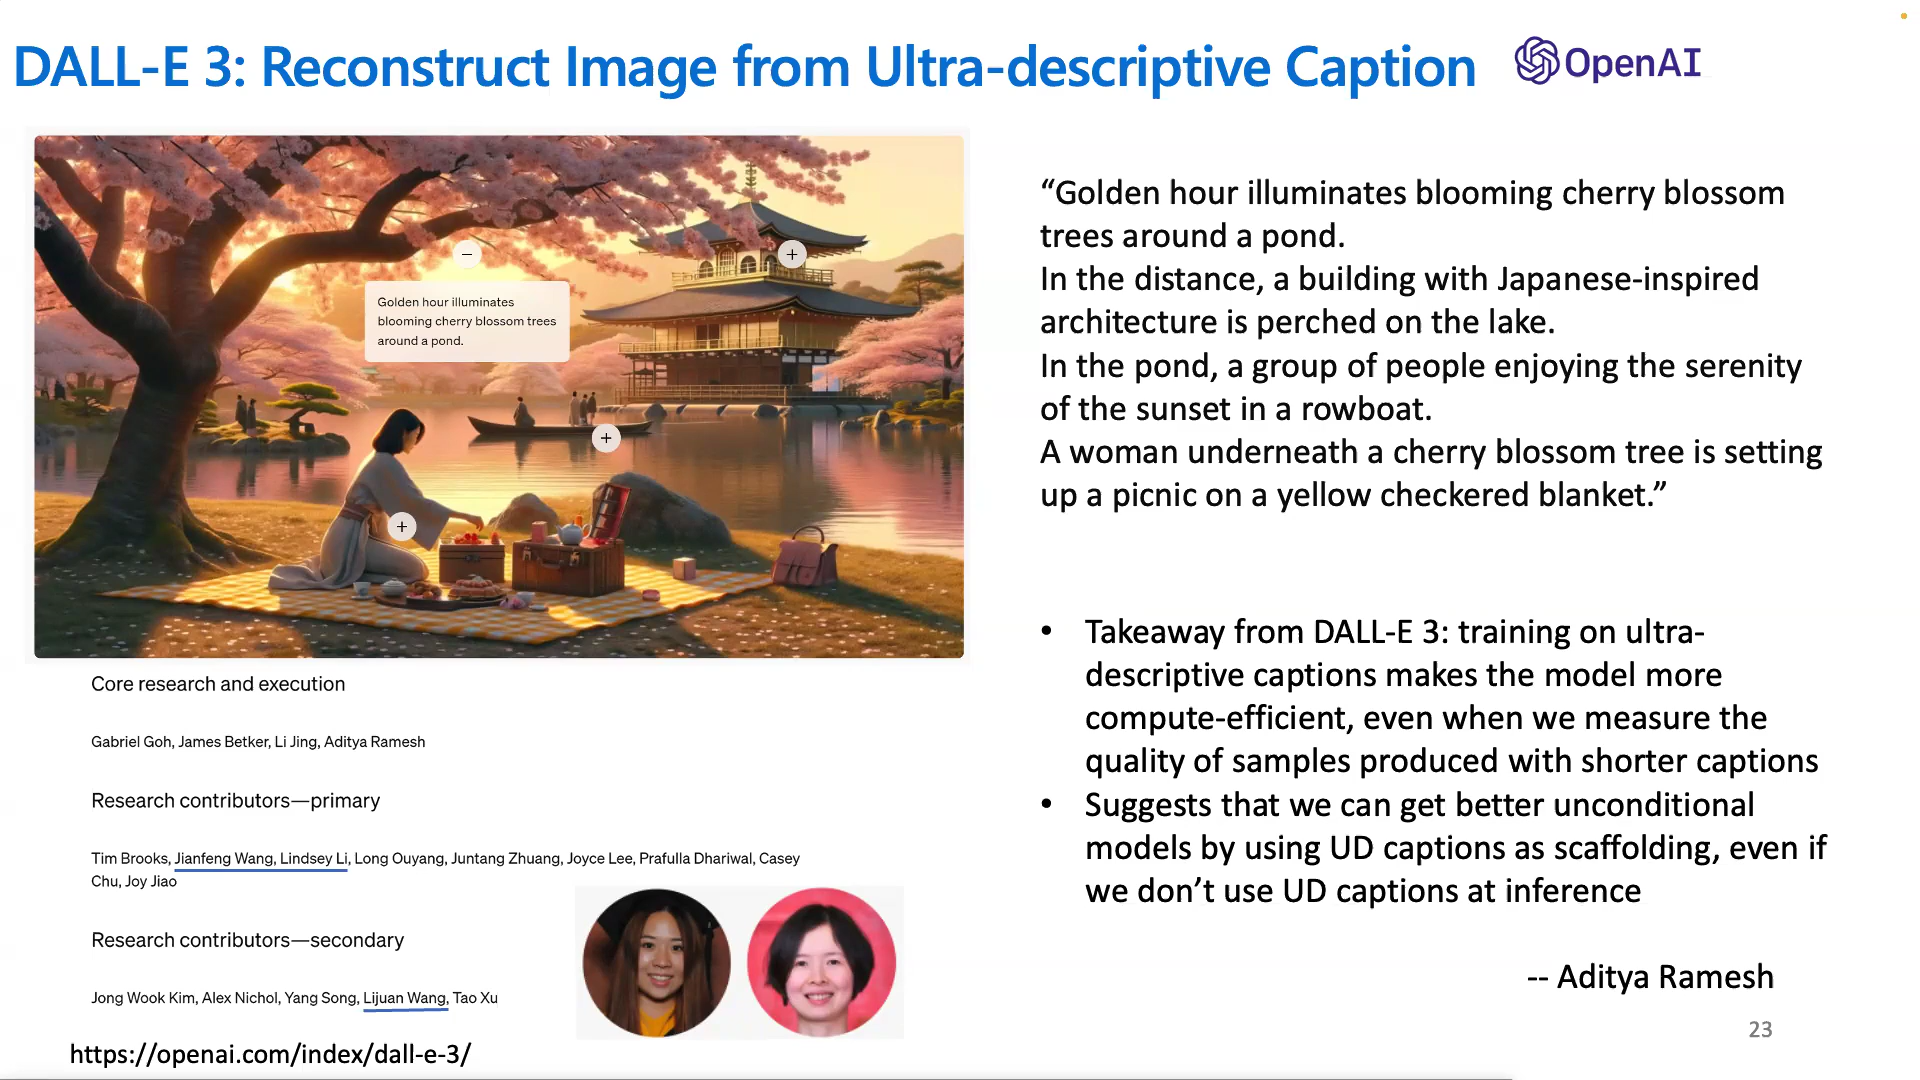 DALL-E 3: Reconstruct Image from Ultra-descriptive Caption
OpenAI
Golden hour illuminates
blooming cherry blossom trees
around a pond.
“Golden hour illuminates blooming cherry blossom
trees around a pond.
In the distance, a building with Japanese-inspired
architecture is perched on the lake.
In the pond, a group of people enjoying the serenity
of the sunset in a rowboat.
A woman underneath a cherry blossom tree is setting
up a picnic on a yellow checkered blanket.”
Core research and execution
Gabriel Goh, James Betker, Li Jing, Aditya Ramesh
Research contributors—primary
Tim Brooks, Jianfeng Wang, Lindsey Li, Long Ouyang, Juntang Zhuang, Joyce Lee, Prafulla Dhariwal, Casey
Chu, Joy Jiao
Research contributors—secondary
Jong Wook Kim, Alex Nichol, Yang Song, Lijuan Wang, Tao Xu
https://openai.com/index/dall-e-3/
• Takeaway from DALL-E 3: training on ultra-
descriptive captions makes the model more
compute-efficient, even when we measure the
quality of samples produced with shorter captions
• Suggests that we can get better unconditional
models by using UD captions as scaffolding, even if
we don’t use UD captions at inference
-- Aditya Ramesh
23